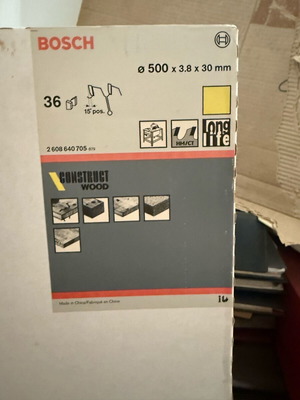 BOSCH
ø 500 x 3.8 x 30 mm
36
15°pos.
2 608 640 705
HM/CT
Long
life
CONSTRUCT
WOOD
Made in China/Fabriqué en Chine